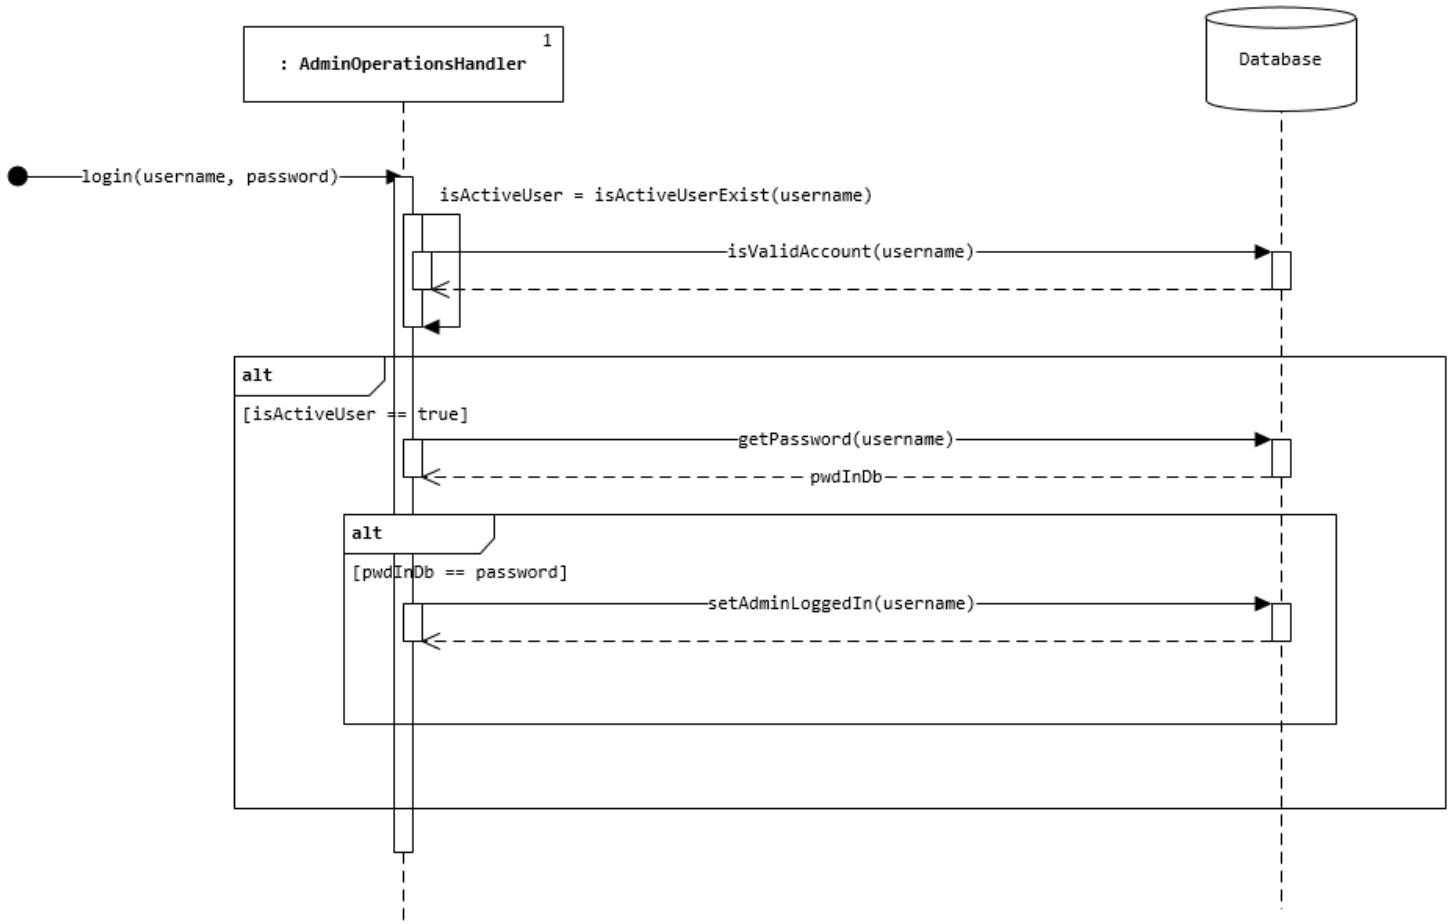 1
: AdminOperationsHandler
Database
login(username, password)
isActiveUser = isActiveUserExist(username)
isValidAccount(username)
alt
[isActiveUser == true]
getPassword(username)
pwdInDb
alt
[pwdInDb == password]
setAdminLoggedIn(username)